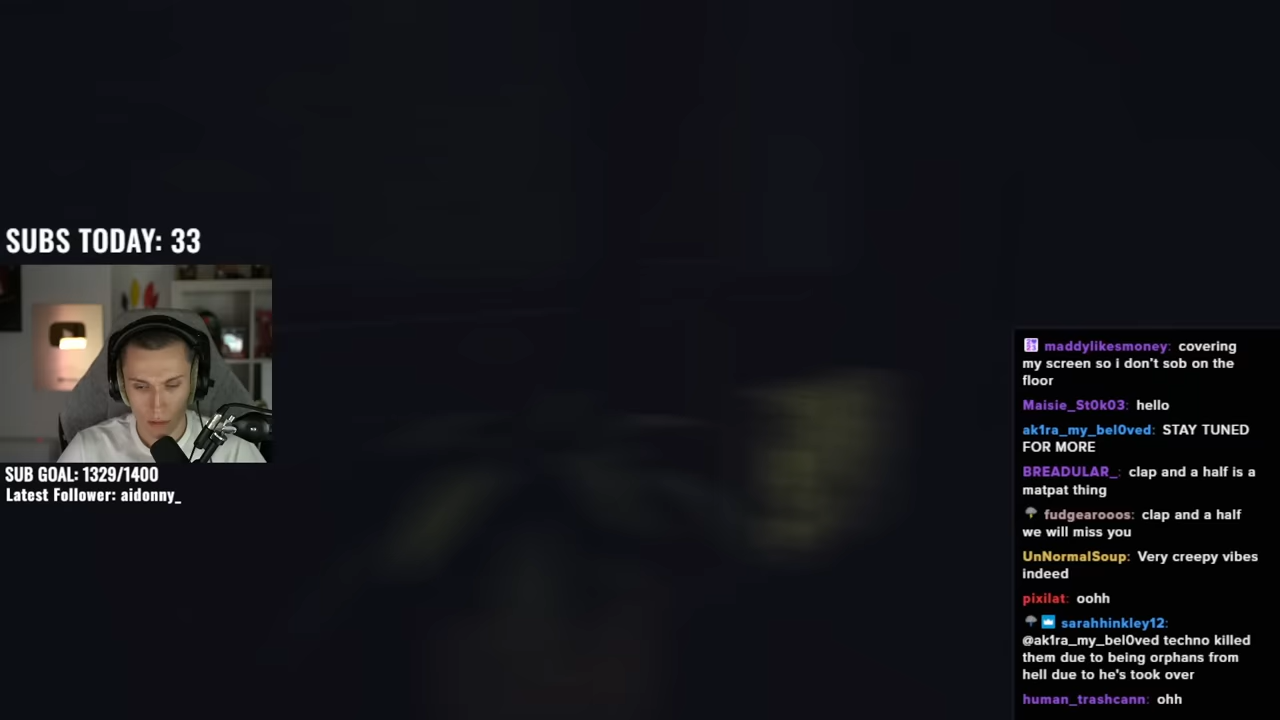 SUBS TODAY: 33
SUB GOAL: 1329/1400
Latest Follower: aidonny_
maddylikesmoney: covering
my screen so i don't sob on the
floor
Maisie_St0k03: hello
ak1ra_my_bel0ved: STAY TUNED
FOR MORE
BREADULAR_: clap and a half is a
matpat thing
fudgearooos: clap and a half
we will miss you
UnNormalSoup: Very creepy vibes
indeed
pixilat: oohh
sarahhinkley12:
@ak1ra_my_bel0ved techno killed
them due to being orphans from
hell due to he's took over
human_trashcann: ohh